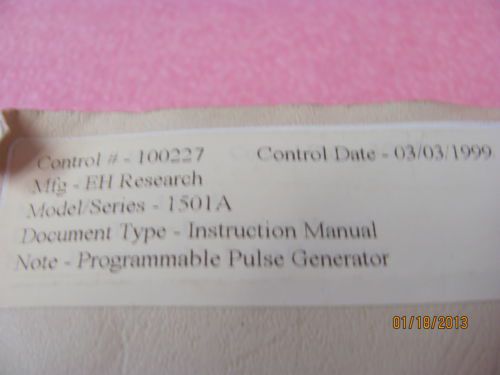 Control # - 100227 Control Date - 03/03/1999
Mfg - EH Research
Model/Series - 1501A
Document Type - Instruction Manual
Note - Programmable Pulse Generator
01/18/2013